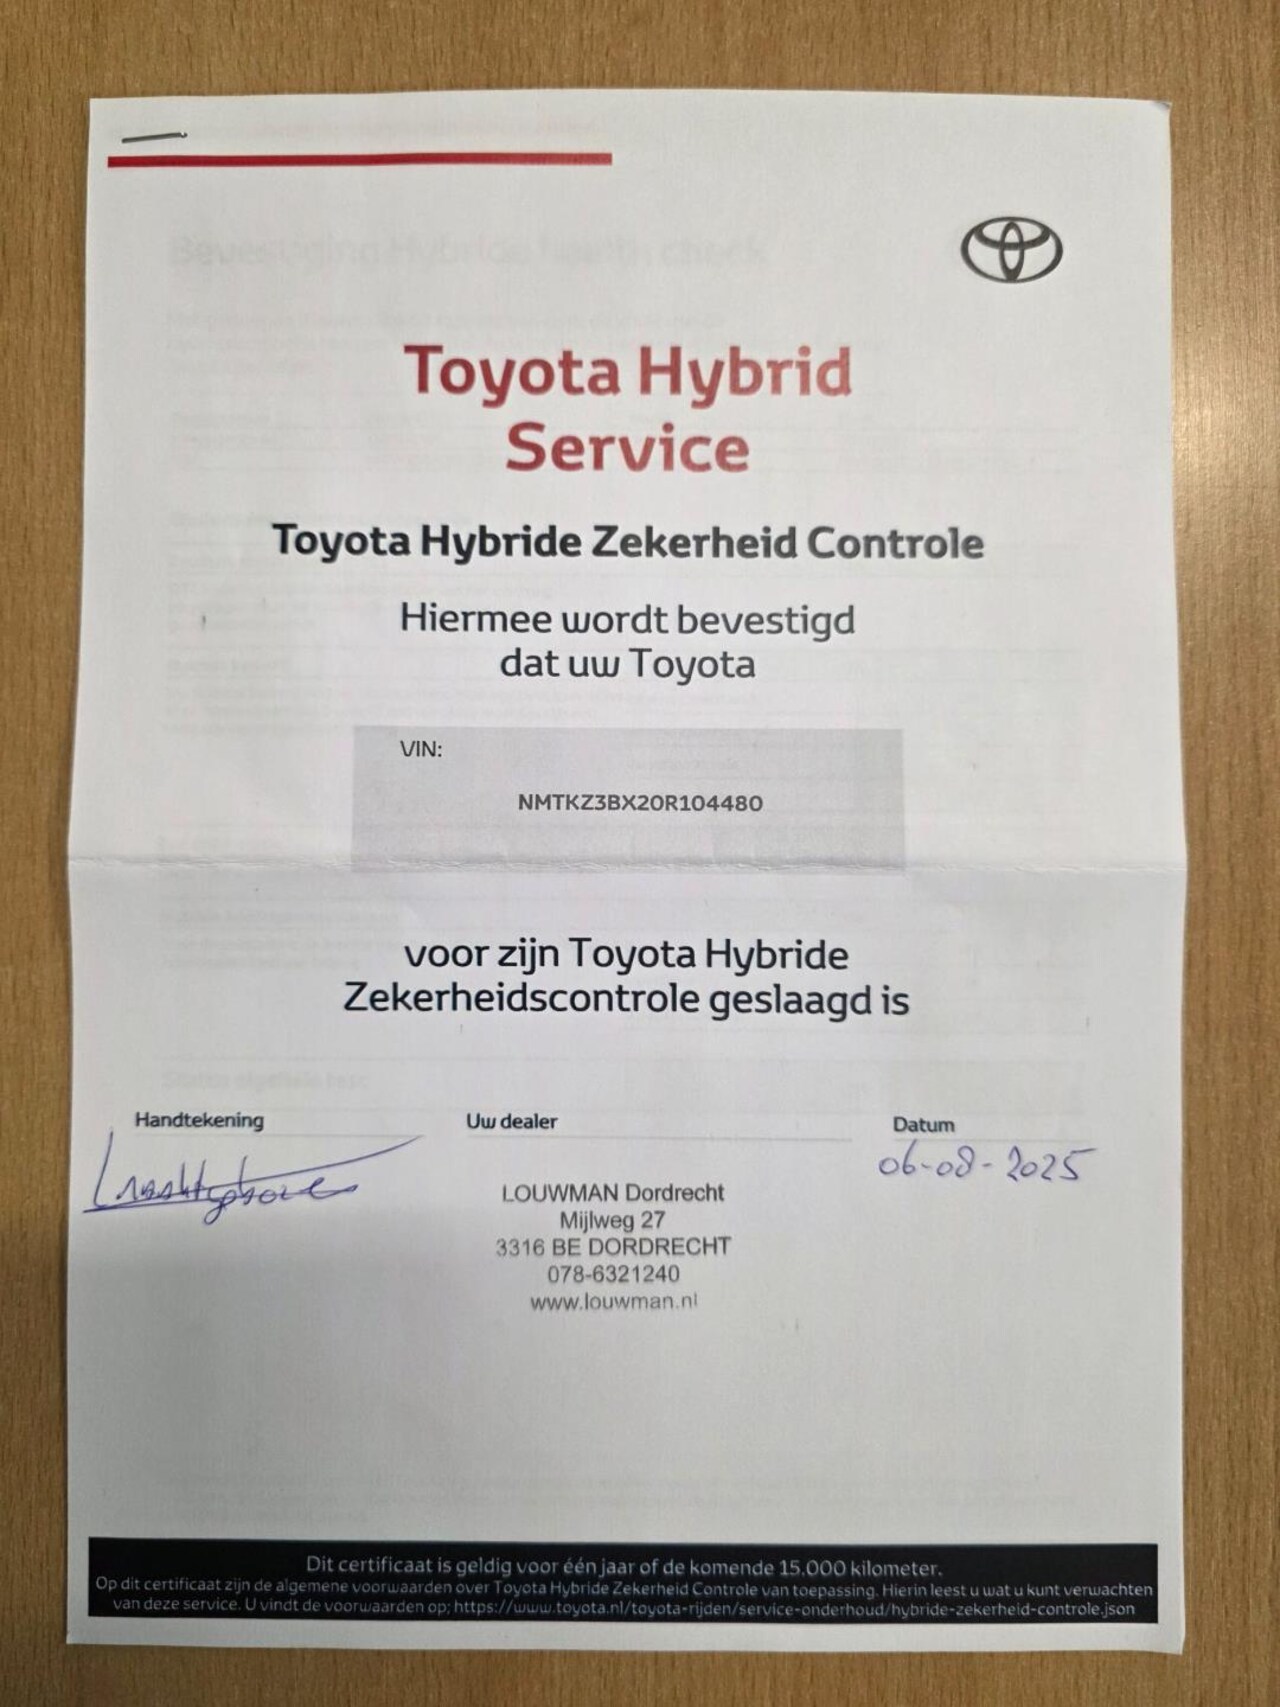 Toyota Hybrid
Service
Toyota Hybride Zekerheid Controle
Hiermee wordt bevestigd
dat uw Toyota
VIN:
NMTKZ3BX20R104480
voor zijn Toyota Hybride
Zekerheidscontrole geslaagd is
Handtekening
Uw dealer
Datum
06-08-2025
LOUWMAN Dordrecht
Mijlweg 27
3316 BE DORDRECHT
078-6321240
www.louwman.nl
Dit certificaat is geldig voor één jaar of de komende 15.000 kilometer.
Op dit certificaat zijn de algemene voorwaarden over Toyota Hybride Zekerheid Controle van toepassing. Hierin leest u wat u kunt verwachten
van deze service. U vindt de voorwaarden op; https://www.toyota.nl/toyota-rijden/service-onderhoud/hybride-zekerheid-controle.json